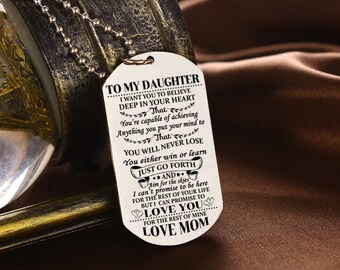 TO MY DAUGHTER
I WANT YOU TO BELIEVE
DEEP IN YOUR HEART
That
You're capable of achieving
Anything you put your mind to
That
YOU WILL NEVER LOSE
You either win or learn
JUST GO FORTH
AND
Aim for the skies
I can't promise to be here
FOR THE REST OF YOUR LIFE
BUT I CAN PROMISE TO
LOVE YOU
FOR THE REST OF MINE
LOVE MOM